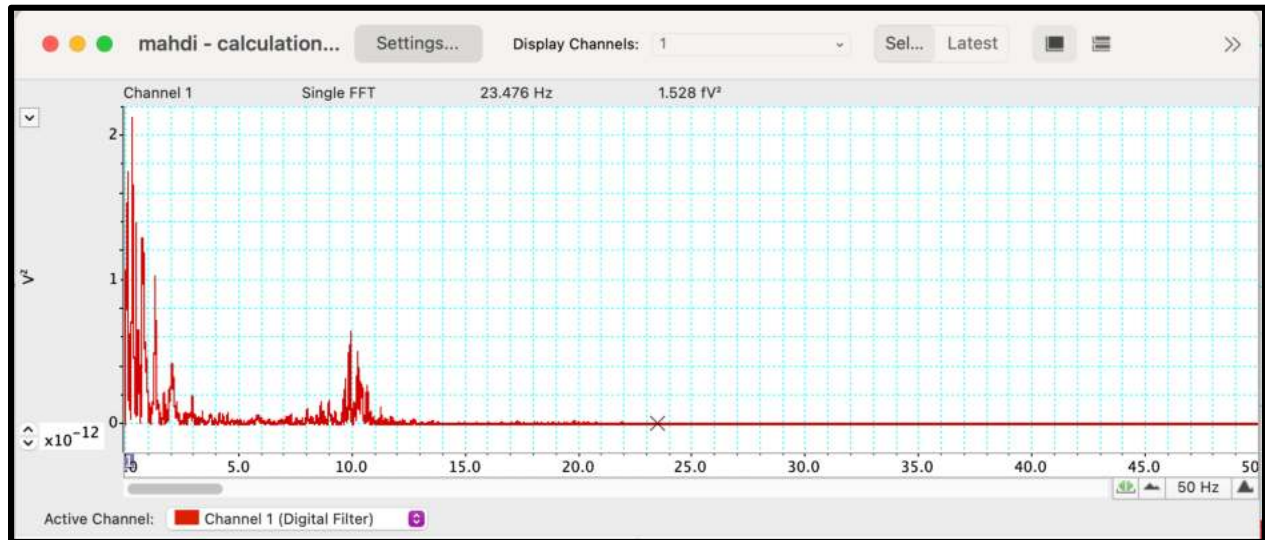 mahdi - calculation... Settings... Display Channels: 1 Sel... Latest
Channel 1 Single FFT 23.476 Hz 1.528 fV²
2
1
V²
0
x10⁻¹²
5.0 10.0 15.0 20.0 25.0 30.0 35.0 40.0 45.0 50
50 Hz
Active Channel: Channel 1 (Digital Filter)